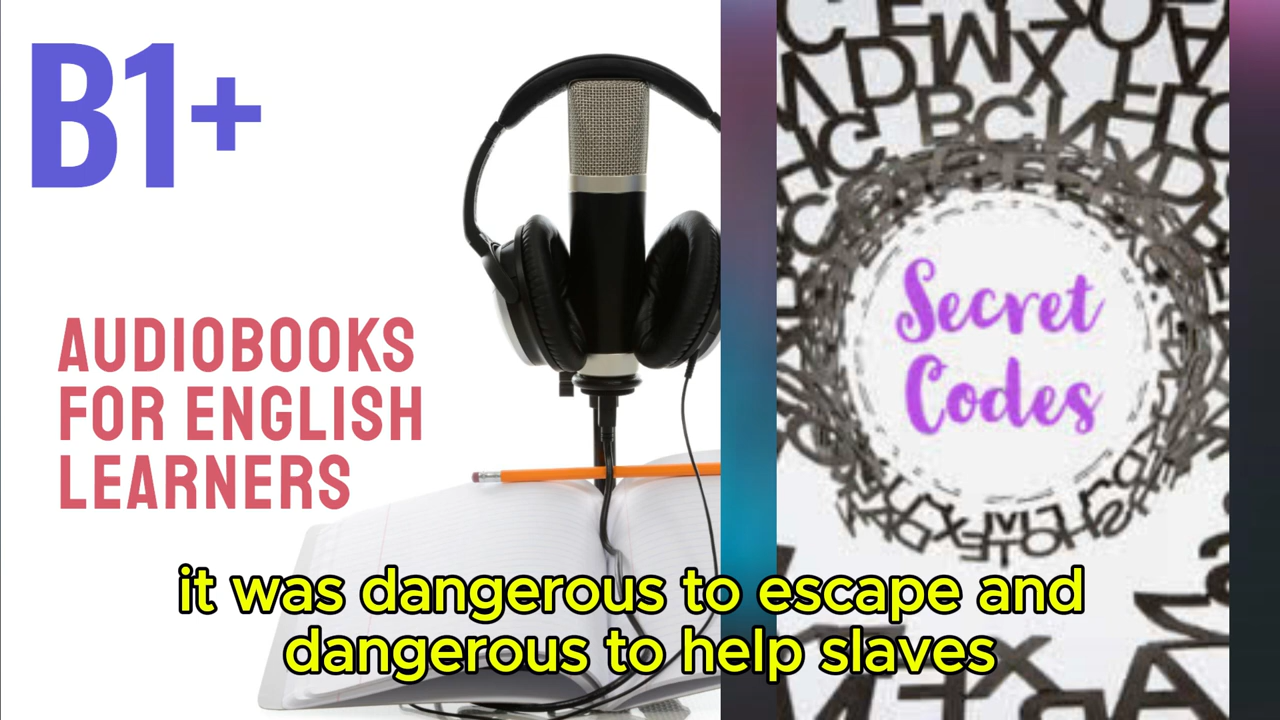 B1+
AUDIOBOOKS
FOR ENGLISH
LEARNERS
Secret
Codes
it was dangerous to escape and
dangerous to help slaves